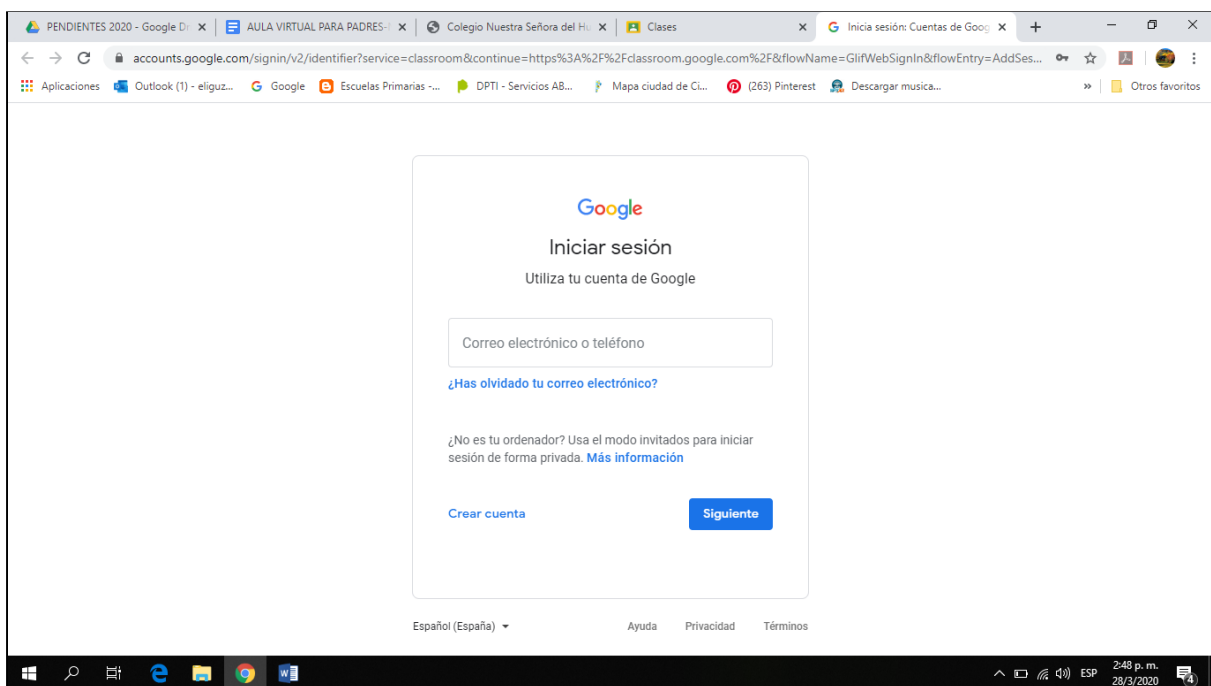 PENDIENTES 2020 - Google Dr
AULA VIRTUAL PARA PADRES-
Colegio Nuestra Señora del Hu
Clases
Inicia sesión: Cuentas de Goog
accounts.google.com/signin/v2/identifier?service=classroom&continue=https%3A%2F%2Fclassroom.google.com%2F&flowName=GlifWebSignIn&flowEntry=AddSes...
Aplicaciones
Outlook (1) - eliguz...
Google
Escuelas Primarias -...
DPTI - Servicios AB...
Mapa ciudad de Ci...
(263) Pinterest
Descargar musica...
»
Otros favoritos
Google
Iniciar sesión
Utiliza tu cuenta de Google
Correo electrónico o teléfono
¿Has olvidado tu correo electrónico?
¿No es tu ordenador? Usa el modo invitados para iniciar
sesión de forma privada. Más información
Crear cuenta
Siguiente
Español (España)
Ayuda
Privacidad
Términos
ESP
2:48 p. m.
28/3/2020
4